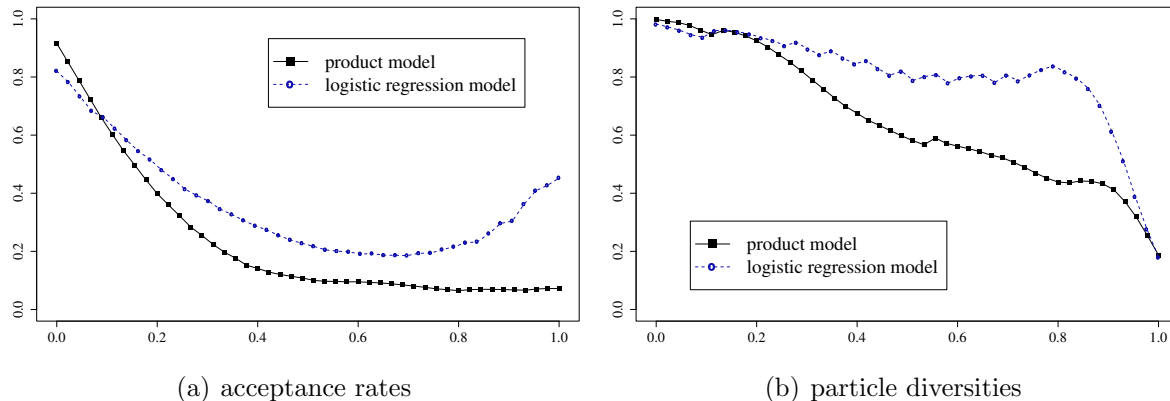 1.0
0.8
0.6
0.4
0.2
0.0
product model
logistic regression model
0.0 0.2 0.4 0.6 0.8 1.0
(a) acceptance rates
1.0
0.8
0.6
0.4
0.2
0.0
product model
logistic regression model
0.0 0.2 0.4 0.6 0.8 1.0
(b) particle diversities